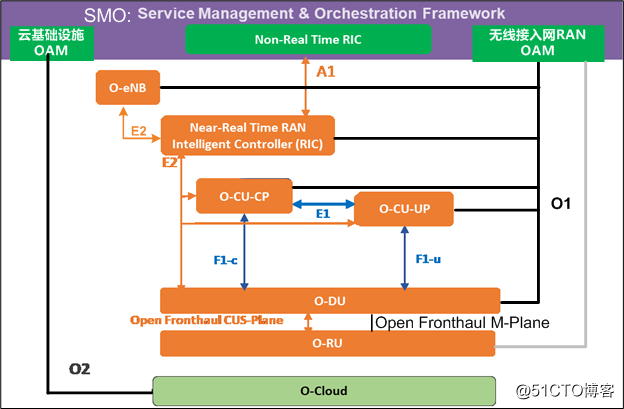 SMO: Service Management & Orchestration Framework
云基础设施
OAM
Non-Real Time RIC
无线接入网RAN
OAM
A1
O-eNB
E2
Near-Real Time RAN
Intelligent Controller (RIC)
E2
O-CU-CP
E1
O-CU-UP
O1
F1-c
F1-u
O-DU
Open Fronthaul CUS-Plane
Open Fronthaul M-Plane
O-RU
O2
O-Cloud
@51CTO博客